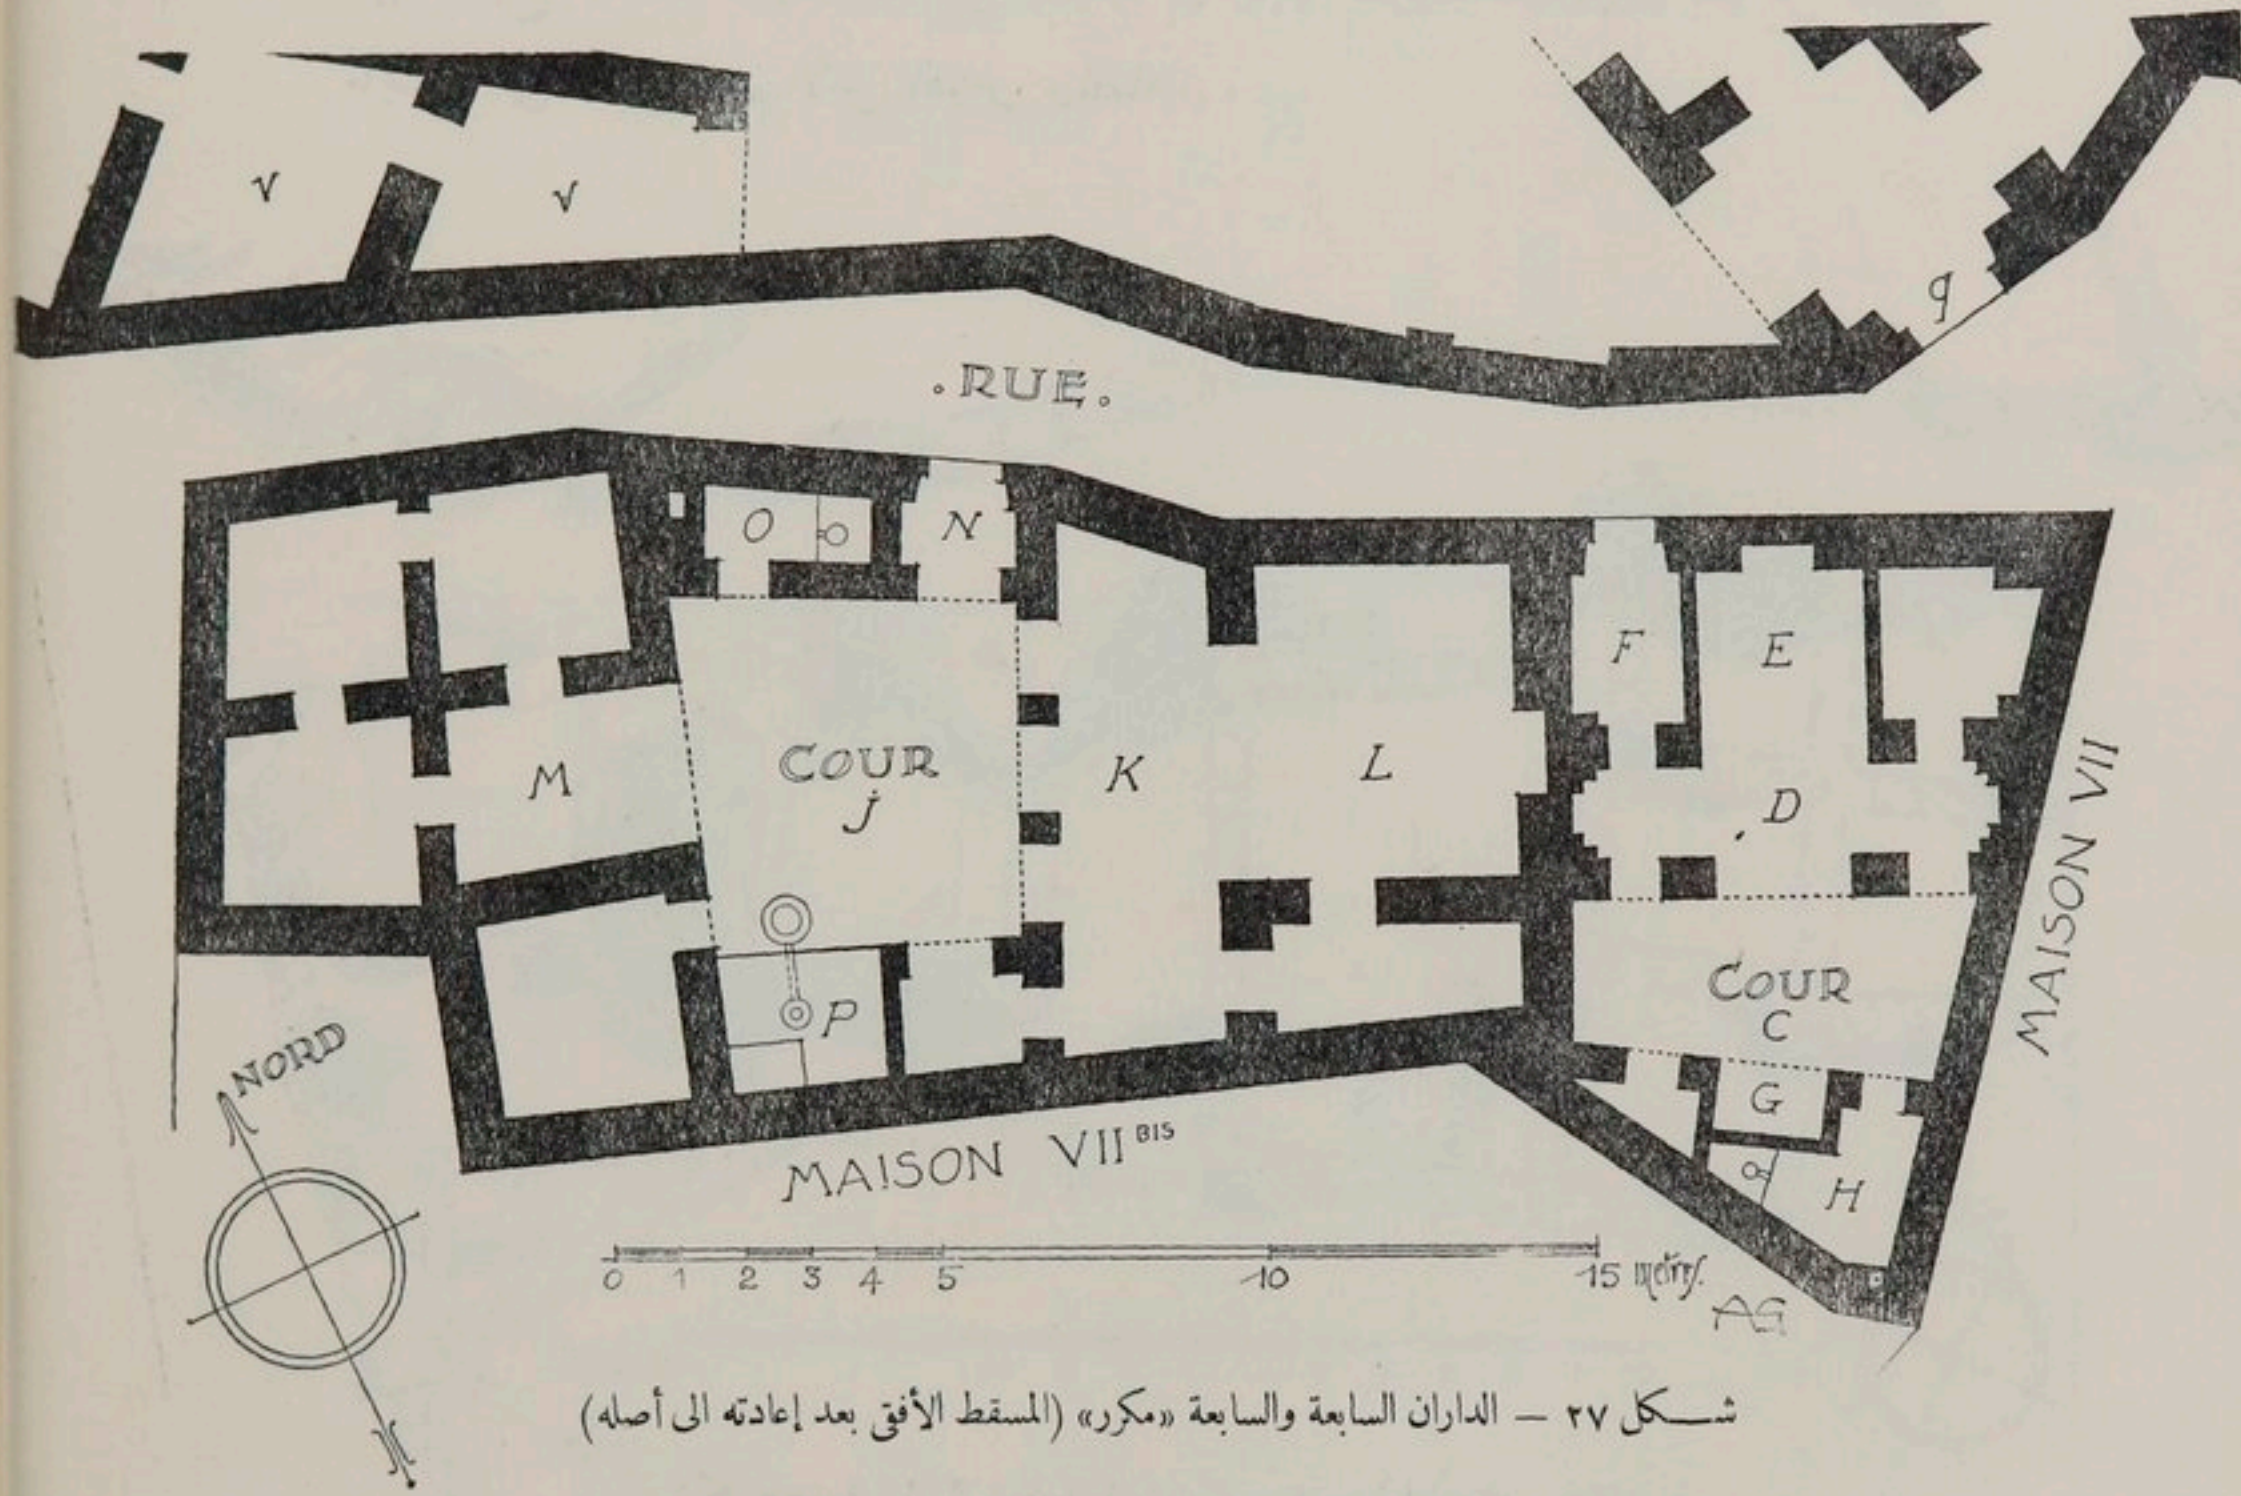 v
v
q
. RUE .
O
N
F
E
M
COUR
j
K
L
D
COUR
C
P
G
H
MAISON VII
NORD
MAISON VII BIS
0 1 2 3 4 5 10 15 mètres.
AG
شكل ٢٧ — الداران السابعة والسابعة «مكرر» (المسقط الأفقى بعد إعادته الى أصله)